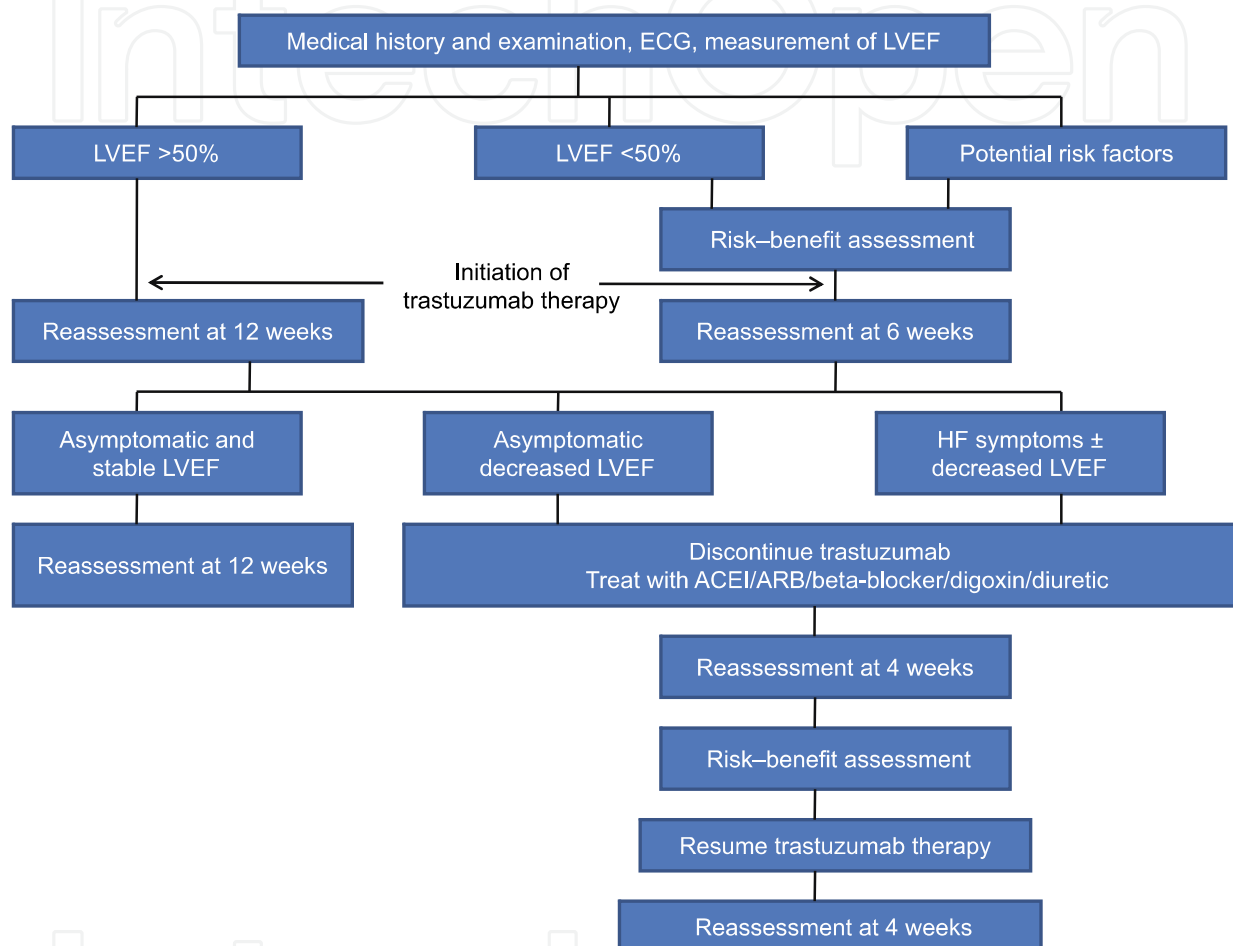 IntechOpen
Medical history and examination, ECG, measurement of LVEF
LVEF >50%
LVEF <50%
Potential risk factors
Risk–benefit assessment
Initiation of
trastuzumab therapy
Reassessment at 12 weeks
Reassessment at 6 weeks
Asymptomatic and
stable LVEF
Asymptomatic
decreased LVEF
HF symptoms ±
decreased LVEF
Reassessment at 12 weeks
Discontinue trastuzumab
Treat with ACEI/ARB/beta-blocker/digoxin/diuretic
Reassessment at 4 weeks
Risk–benefit assessment
Resume trastuzumab therapy
Reassessment at 4 weeks